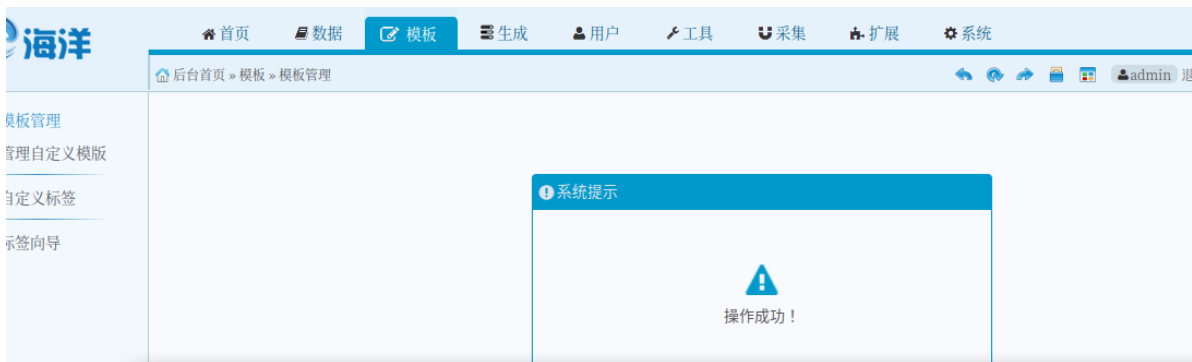 海洋
首页 数据 模板 生成 用户 工具 采集 扩展 系统
后台首页 » 模板 » 模板管理
admin 退
模板管理
管理自定义模版
自定义标签
标签向导
系统提示
操作成功！